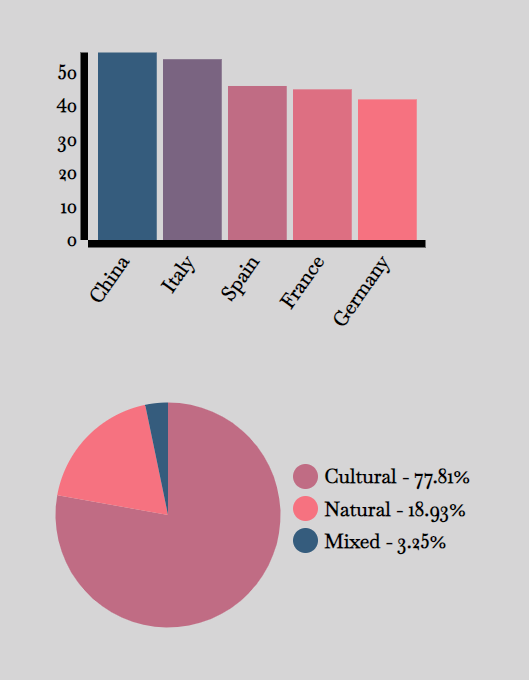 50
40
30
20
10
0
China
Italy
Spain
France
Germany
Cultural - 77.81%
Natural - 18.93%
Mixed - 3.25%